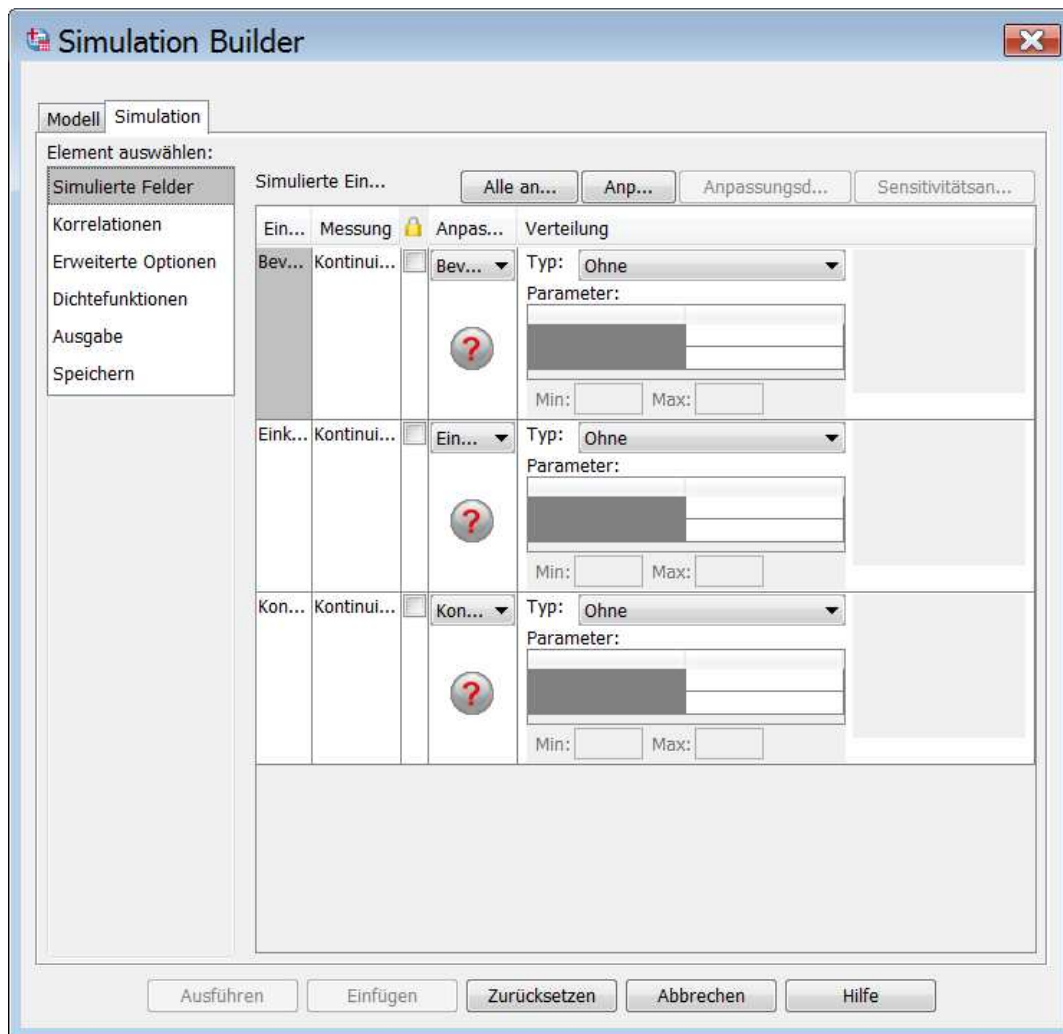 Simulation Builder
Modell Simulation
Element auswählen:
Simulierte Felder
Korrelationen
Erweiterte Optionen
Dichtefunktionen
Ausgabe
Speichern
Simulierte Ein... Alle an... Anp... Anpassungsd... Sensitivitätsan...
Ein... Messung Anpas... Verteilung
Bev... Kontinui... Bev... Typ: Ohne
Parameter:
?
Min: Max:
Eink... Kontinui... Ein... Typ: Ohne
Parameter:
?
Min: Max:
Kon... Kontinui... Kon... Typ: Ohne
Parameter:
?
Min: Max:
Ausführen Einfügen Zurücksetzen Abbrechen Hilfe